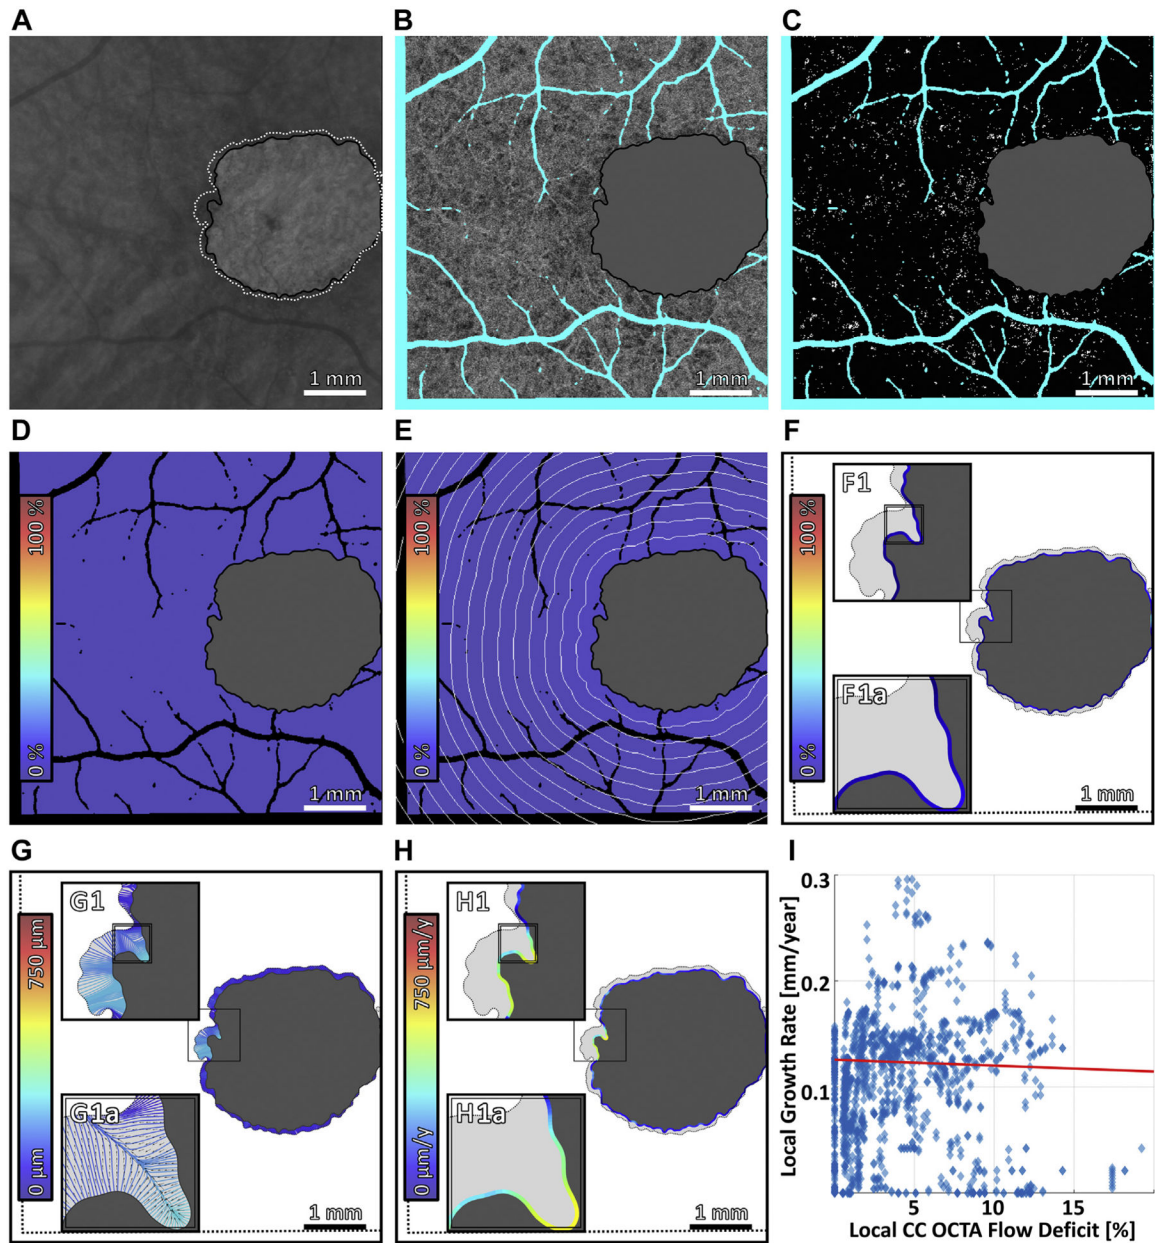 A
B
C
1 mm
1 mm
1 mm
D
E
F
100 %
0 %
1 mm
100 %
0 %
1 mm
100 %
0 %
F1
F1a
1 mm
G
H
I
750 µm
0 µm
G1
G1a
1 mm
750 µm/y
0 µm/y
H1
H1a
1 mm
Local Growth Rate [mm/year]
0.3
0.2
0.1
5
10
15
Local CC OCTA Flow Deficit [%]